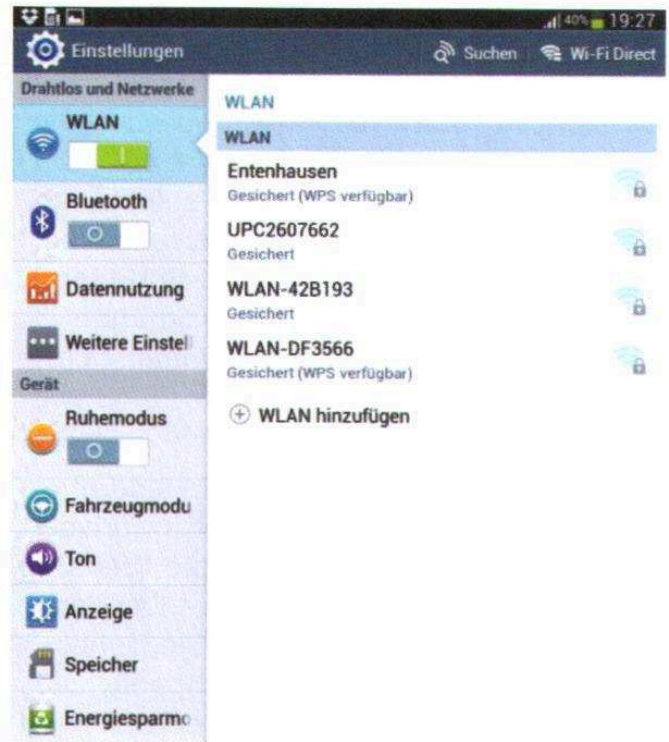 40% 19:27
Einstellungen
Suchen
Wi-Fi Direct
Drahtlos und Netzwerke
WLAN
Bluetooth
Datennutzung
Weitere Einstel
Gerät
Ruhemodus
Fahrzeugmodu
Ton
Anzeige
Speicher
Energiesparmo
WLAN
WLAN
Entenhausen
Gesichert (WPS verfügbar)
UPC2607662
Gesichert
WLAN-42B193
Gesichert
WLAN-DF3566
Gesichert (WPS verfügbar)
WLAN hinzufügen